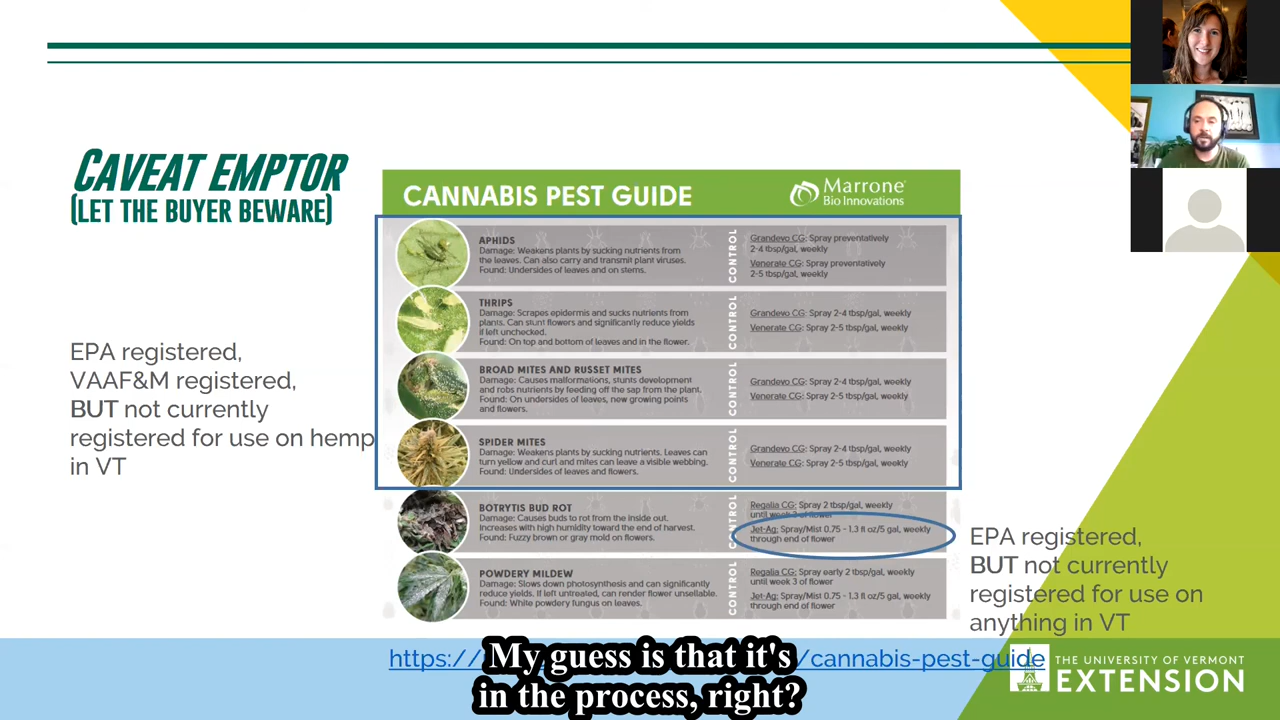 CAVEAT EMPTOR
(LET THE BUYER BEWARE)
EPA registered,
VAAF&M registered,
BUT not currently
registered for use on hemp
in VT
CANNABIS PEST GUIDE
Marrone
Bio Innovations
APHIDS
Damage: Weakens plants by sucking nutrients from
the leaves. Can also carry and transmit plant viruses.
Found: Undersides of leaves and on stems.
CONTROL
Grandevo CG: Spray preventatively
2-4 tbsp/gal, weekly
Venerate CG: Spray preventatively
2-5 tbsp/gal, weekly
THRIPS
Damage: Scrapes epidermis and sucks nutrients from
plants. Can stunt flowers and significantly reduce yields
if left unchecked.
Found: On top and bottom of leaves and in the flower.
CONTROL
Grandevo CG: Spray 2-4 tbsp/gal, weekly
Venerate CG: Spray 2-5 tbsp/gal, weekly
BROAD MITES AND RUSSET MITES
Damage: Causes malformations, stunts development
and robs nutrients by feeding off the sap from the plant.
Found: On undersides of leaves, new growing points
and flowers.
CONTROL
Grandevo CG: Spray 2-4 tbsp/gal, weekly
Venerate CG: Spray 2-5 tbsp/gal, weekly
SPIDER MITES
Damage: Weakens plants by sucking nutrients. Leaves can
turn yellow and curl and mites can leave a visible webbing.
Found: Undersides of leaves and flowers.
CONTROL
Grandevo CG: Spray 2-4 tbsp/gal, weekly
Venerate CG: Spray 2-5 tbsp/gal, weekly
BOTRYTIS BUD ROT
Damage: Causes buds to rot from the inside out.
Increases with high humidity toward the end of harvest.
Found: Fuzzy brown or gray mold on flowers.
CONTROL
Regalia CG: Spray 2 tbsp/gal, weekly
until week 3 of flower
Jet-Ag: Spray/Mist 0.75 - 1.3 fl oz/5 gal, weekly
through end of flower
POWDERY MILDEW
Damage: Slows down photosynthesis and can significantly
reduce yields. If left untreated, can render flower unsellable.
Found: White powdery fungus on leaves.
CONTROL
Regalia CG: Spray early 2 tbsp/gal, weekly
until week 3 of flower
Jet-Ag: Spray/Mist 0.75 - 1.3 fl oz/5 gal, weekly
through end of flower
EPA registered,
BUT not currently
registered for use on
anything in VT
https:// /cannabis-pest-guide
My guess is that it's
in the process, right?
THE UNIVERSITY OF VERMONT
EXTENSION